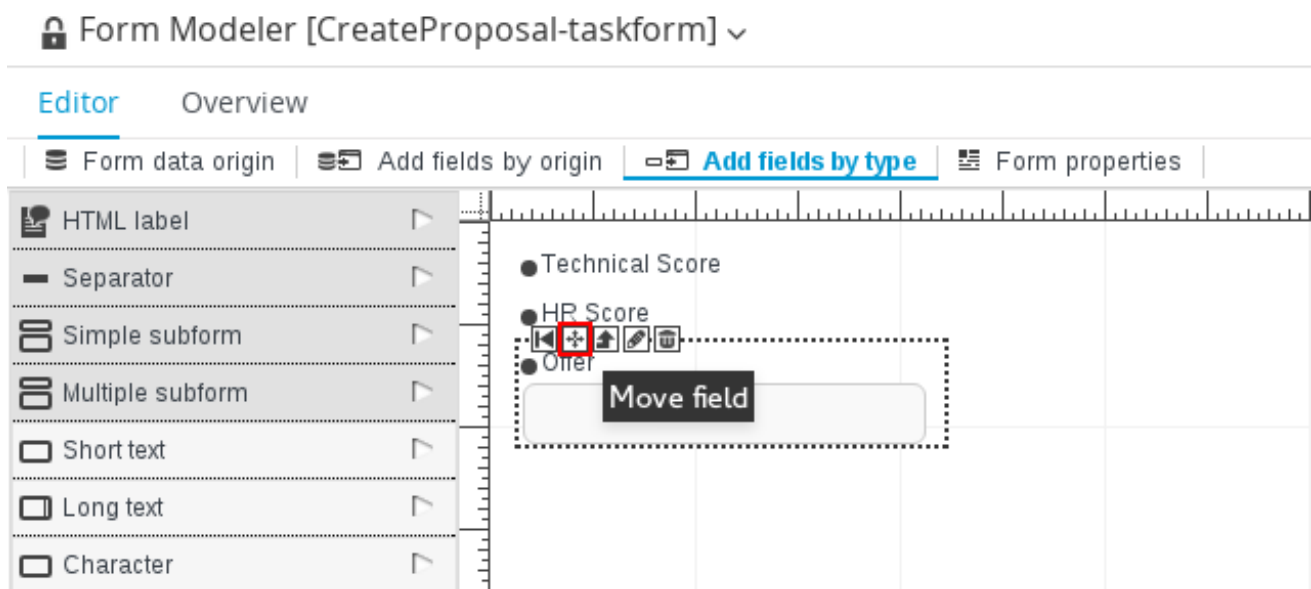 Form Modeler [CreateProposal-taskform]
Editor Overview
Form data origin Add fields by origin Add fields by type Form properties
HTML label
Separator
Simple subform
Multiple subform
Short text
Long text
Character
Technical Score
HR Score
Offer
Move field